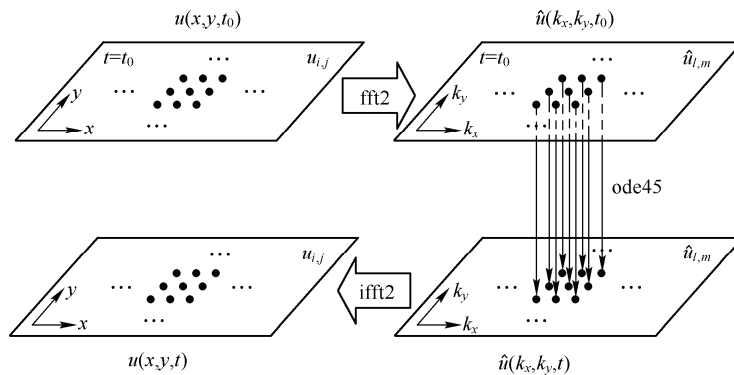 u(x,y,t₀)
û(kₓ,k_y,t₀)
t=t₀
...
u_{i,j}
...
...
y
x
...
fft2
t=t₀
...
û_{l,m}
...
...
k_y
kₓ
...
ode45
...
u_{i,j}
...
...
y
x
...
ifft2
...
û_{l,m}
...
...
k_y
kₓ
...
u(x,y,t)
û(kₓ,k_y,t)